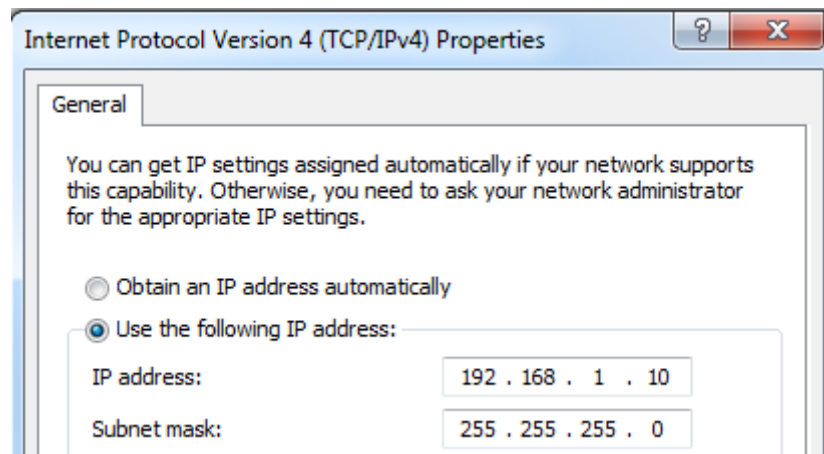 Internet Protocol Version 4 (TCP/IPv4) Properties
?
X
General
You can get IP settings assigned automatically if your network supports
this capability. Otherwise, you need to ask your network administrator
for the appropriate IP settings.
Obtain an IP address automatically
Use the following IP address:
IP address: 192 . 168 . 1 . 10
Subnet mask: 255 . 255 . 255 . 0